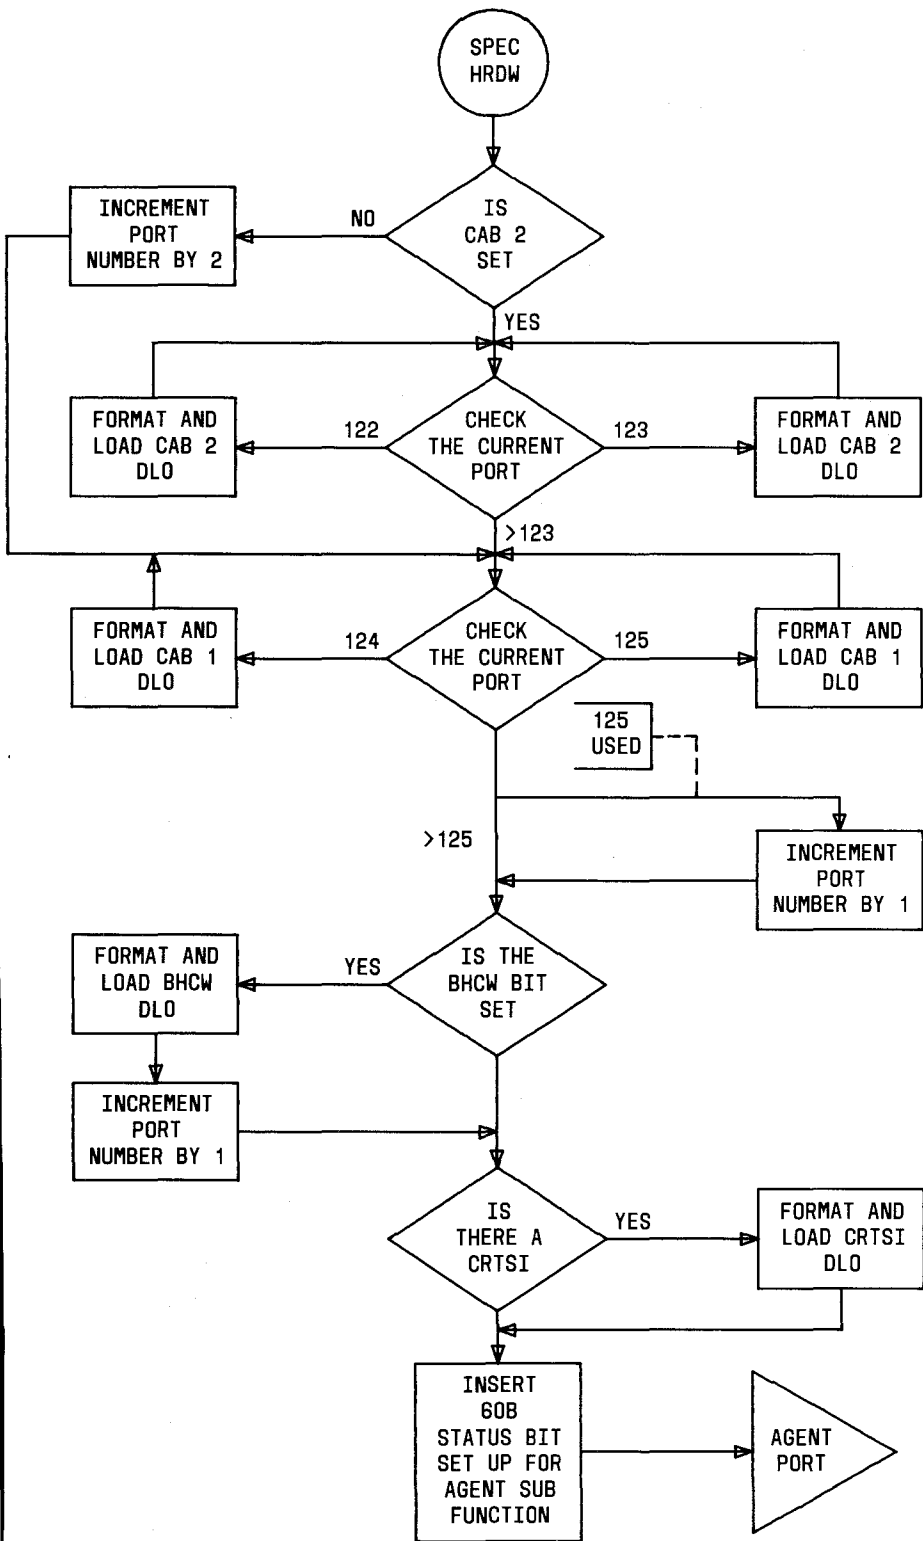 SPEC
HRDW
INCREMENT
PORT
NUMBER BY 2
NO
IS
CAB 2
SET
YES
FORMAT AND
LOAD CAB 2
DLO
122
CHECK
THE CURRENT
PORT
123
FORMAT AND
LOAD CAB 2
DLO
>123
FORMAT AND
LOAD CAB 1
DLO
124
CHECK
THE CURRENT
PORT
125
FORMAT AND
LOAD CAB 1
DLO
125
USED
>125
INCREMENT
PORT
NUMBER BY 1
FORMAT AND
LOAD BHCW
DLO
YES
IS THE
BHCW BIT
SET
INCREMENT
PORT
NUMBER BY 1
IS
THERE A
CRTSI
YES
FORMAT AND
LOAD CRTSI
DLO
INSERT
60B
STATUS BIT
SET UP FOR
AGENT SUB
FUNCTION
AGENT
PORT